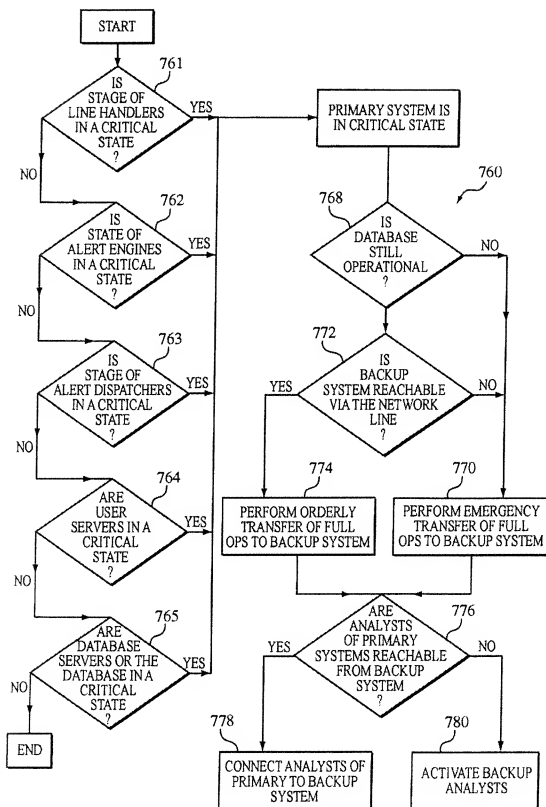 START
761
IS
STAGE OF
LINE HANDLERS
IN A CRITICAL
STATE
?
YES
NO
762
IS
STATE OF
ALERT ENGINES
IN A CRITICAL
STATE
?
YES
NO
763
IS
STAGE OF
ALERT DISPATCHERS
IN A CRITICAL
STATE
?
YES
NO
764
ARE
USER
SERVERS IN A
CRITICAL
STATE
?
YES
NO
765
ARE
DATABASE
SERVERS OR THE
DATABASE IN A
CRITICAL
STATE
?
YES
NO
END
PRIMARY SYSTEM IS
IN CRITICAL STATE
760
768
IS
DATABASE
STILL
OPERATIONAL
?
NO
772
IS
BACKUP
SYSTEM REACHABLE
VIA THE NETWORK
LINE
?
YES
NO
774
PERFORM ORDERLY
TRANSFER OF FULL
OPS TO BACKUP SYSTEM
770
PERFORM EMERGENCY
TRANSFER OF FULL
OPS TO BACKUP SYSTEM
776
ARE
ANALYSTS
OF PRIMARY
SYSTEMS REACHABLE
FROM BACKUP
SYSTEM
?
YES
NO
778
CONNECT ANALYSTS OF
PRIMARY TO BACKUP
SYSTEM
780
ACTIVATE BACKUP
ANALYSTS